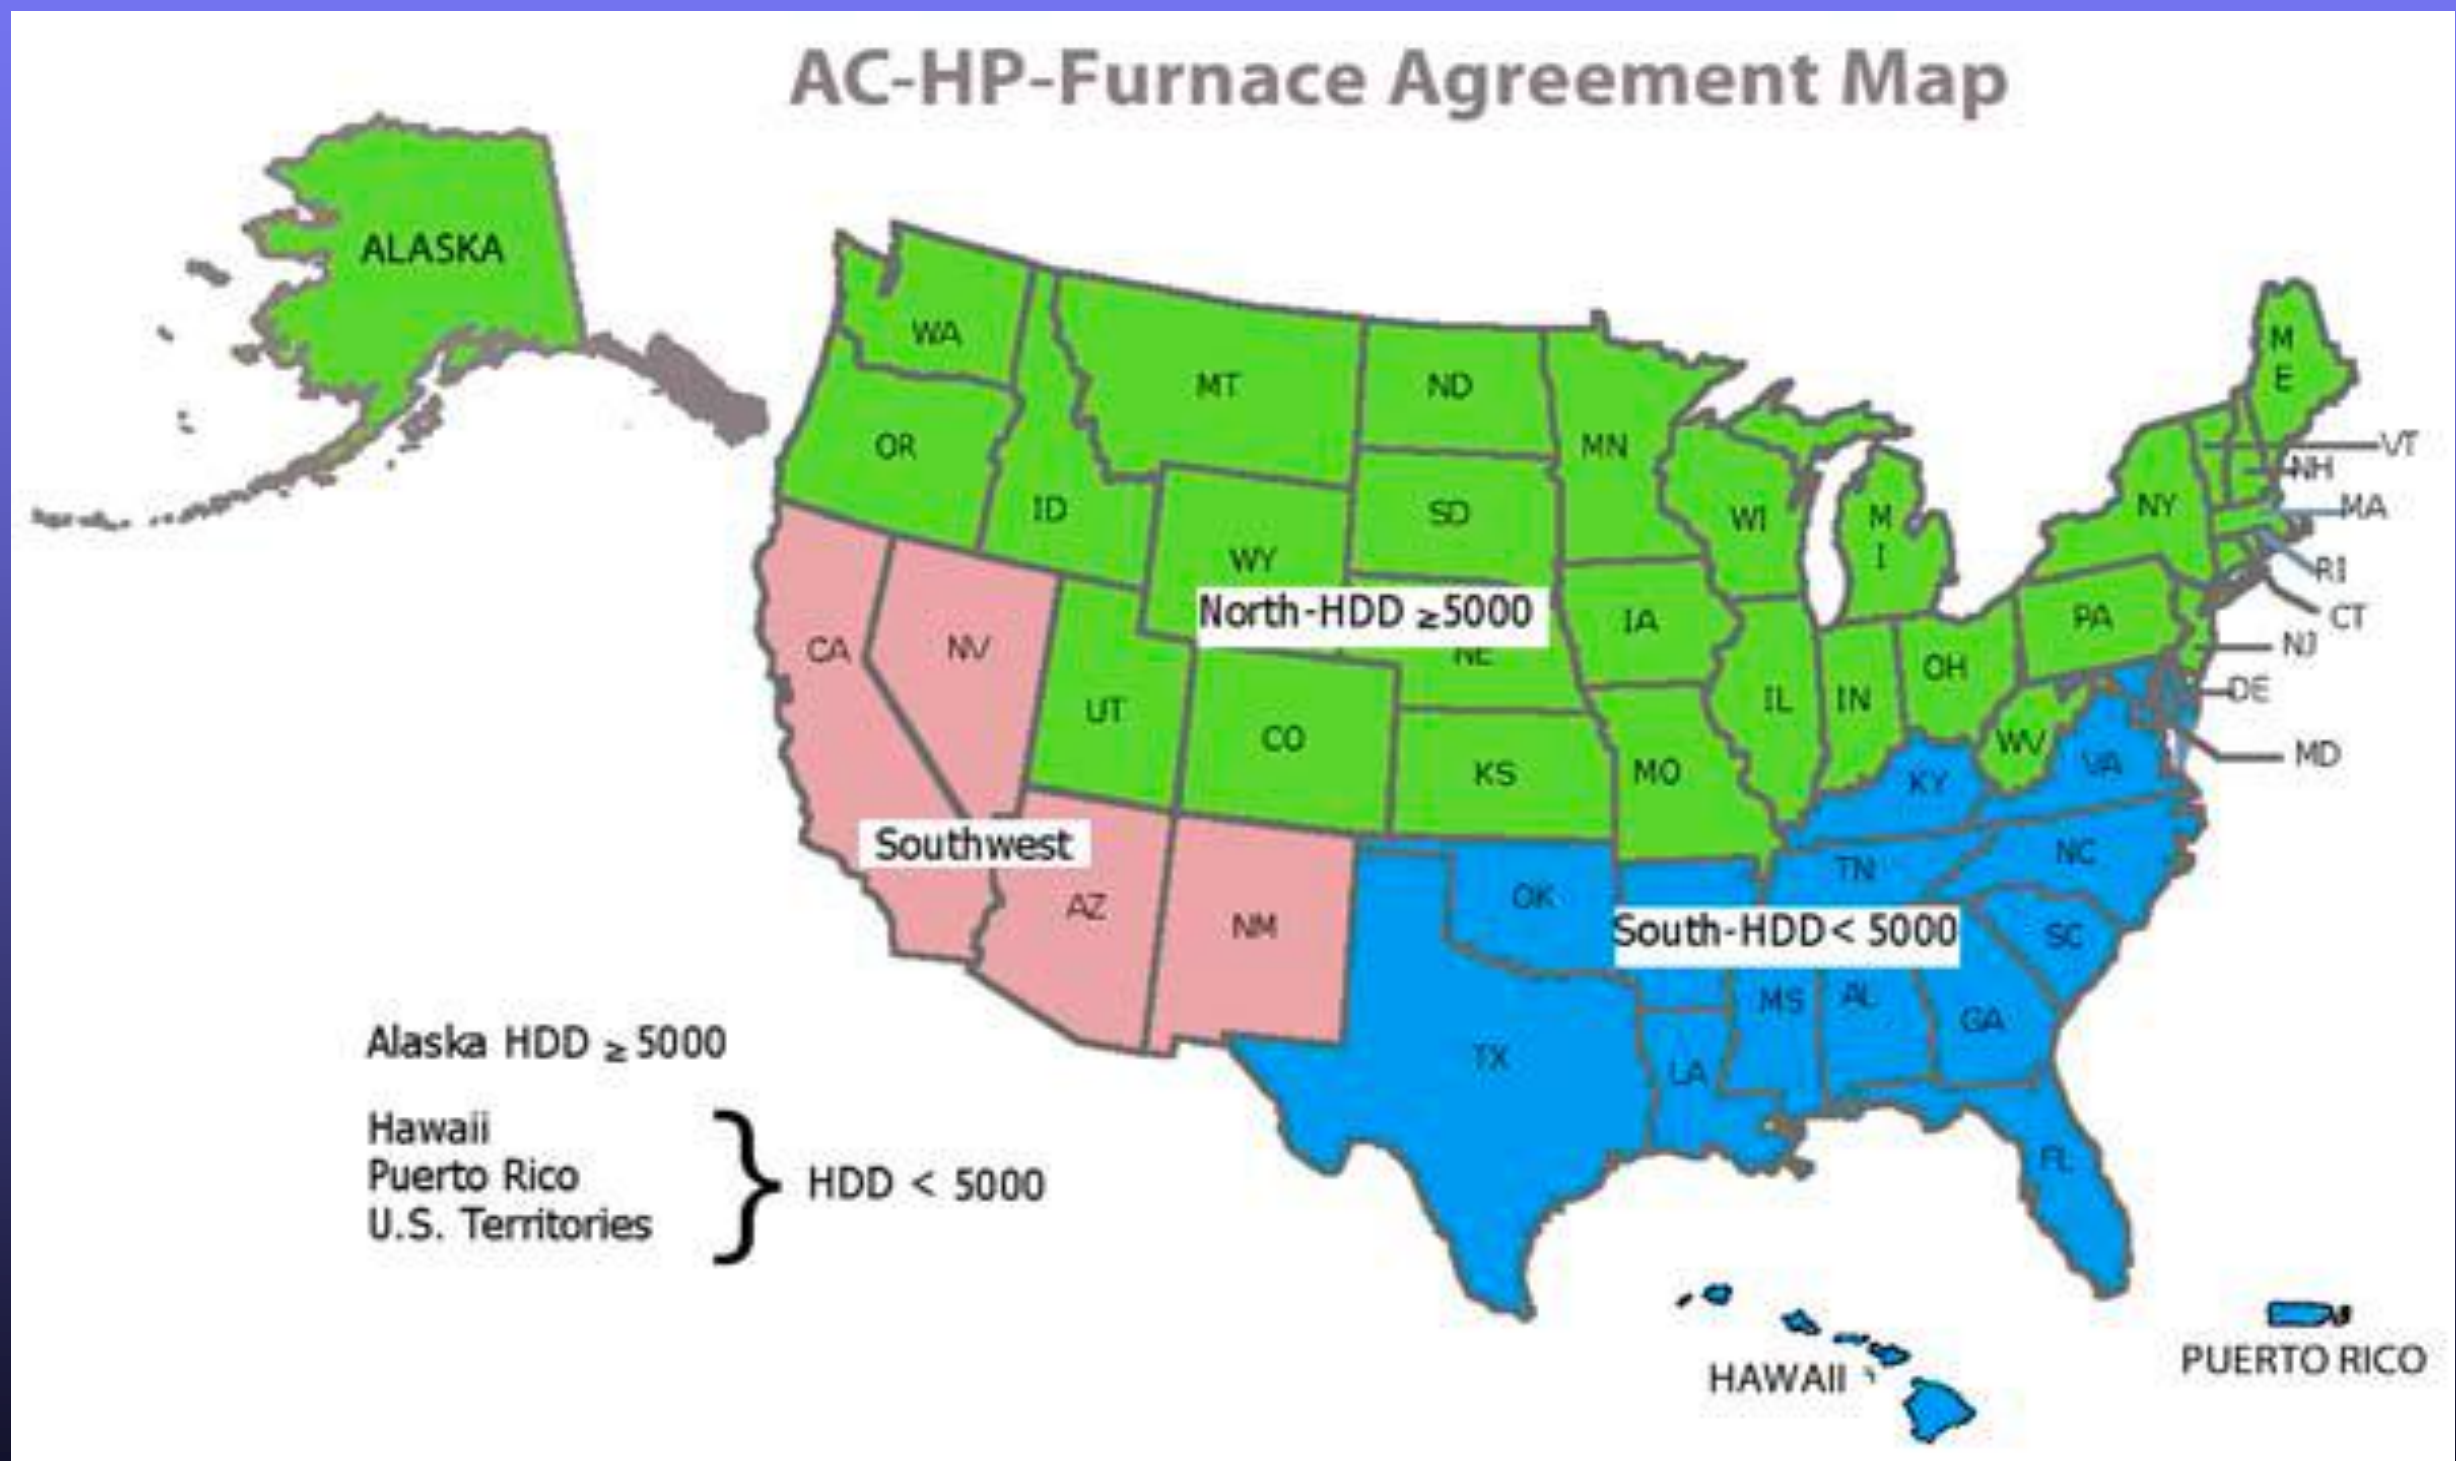 AC-HP-Furnace Agreement Map
ALASKA
WA
MT
ND
MN
ME
OR
ID
SD
WI
MI
NY
VT
NH
MA
RI
CT
WY
North-HDD ≥5000
NE
IA
PA
NJ
CA
NV
UT
CO
KS
MO
IL
IN
OH
WV
DE
MD
KY
VA
Southwest
AZ
NM
OK
TN
NC
South-HDD< 5000
SC
TX
LA
MS
AL
GA
FL
Alaska HDD ≥ 5000
Hawaii
Puerto Rico
U.S. Territories
HDD < 5000
HAWAII
PUERTO RICO